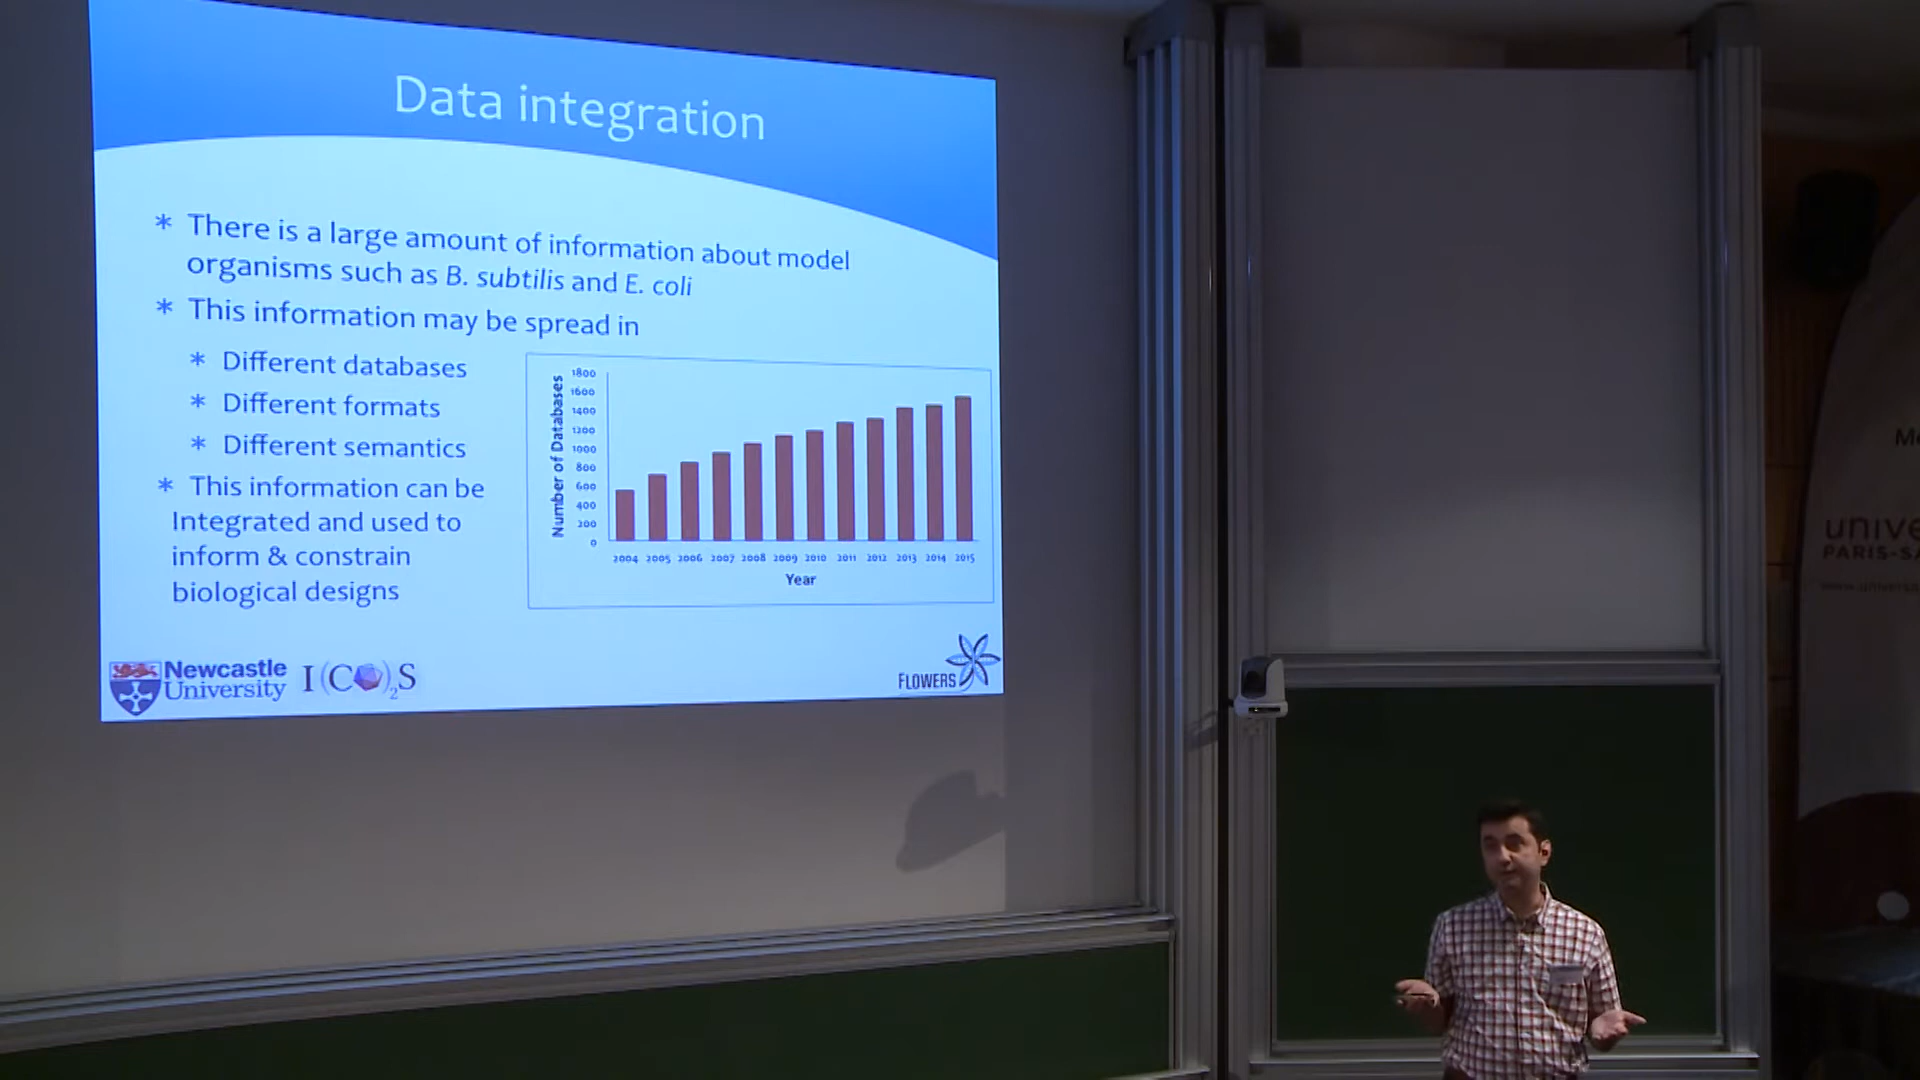 Data integration
* There is a large amount of information about model
organisms such as B. subtilis and E. coli
* This information may be spread in
* Different databases
* Different formats
* Different semantics
* This information can be
Integrated and used to
inform & constrain
biological designs
Number of Databases
1800
1600
1400
1200
1000
800
600
400
200
0
2004 2005 2006 2007 2008 2009 2010 2011 2012 2013 2014 2015
Year
Newcastle
University
I(CO)2S
FLOWERS
unive
PARIS-SA